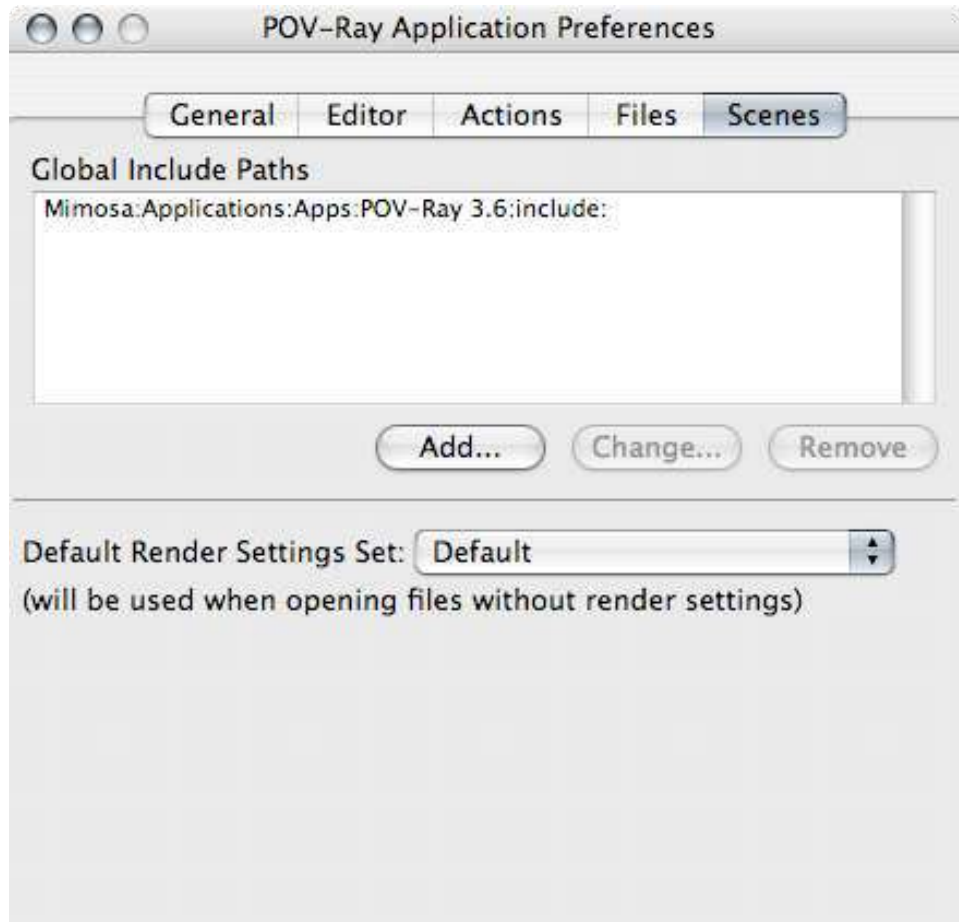 POV-Ray Application Preferences
General Editor Actions Files Scenes
Global Include Paths
Mimosa:Applications:Apps:POV-Ray 3.6:include:
Add... Change... Remove
Default Render Settings Set: Default
(will be used when opening files without render settings)